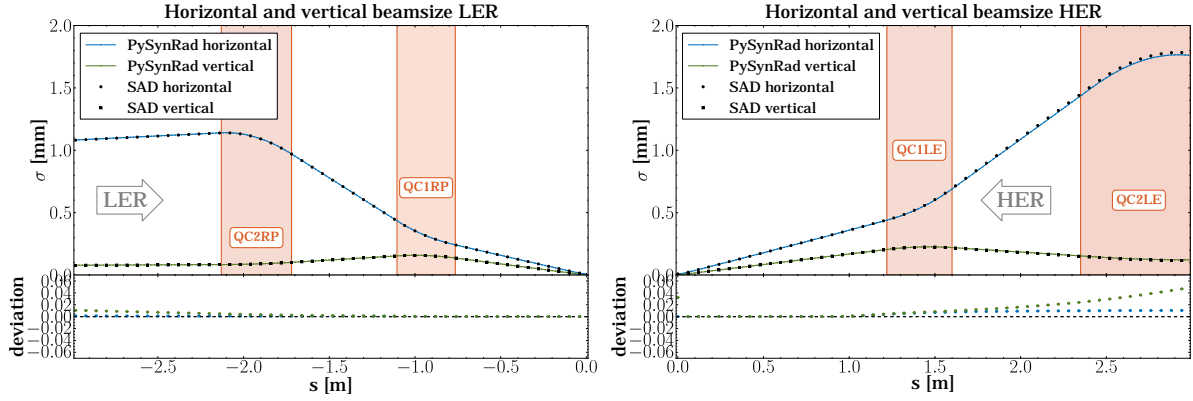 Horizontal and vertical beamsize LER
2.0
1.5
1.0
0.5
0.0
σ [mm]
PySynRad horizontal
PySynRad vertical
SAD horizontal
SAD vertical
LER
QC2RP
QC1RP
0.06
0.04
0.02
0.00
−0.02
−0.04
−0.06
deviation
−2.5 −2.0 −1.5 −1.0 −0.5 0.0
s [m]
Horizontal and vertical beamsize HER
2.0
1.5
1.0
0.5
0.0
σ [mm]
PySynRad horizontal
PySynRad vertical
SAD horizontal
SAD vertical
QC1LE
HER
QC2LE
0.06
0.04
0.02
0.00
−0.02
−0.04
−0.06
deviation
0.0 0.5 1.0 1.5 2.0 2.5
s [m]